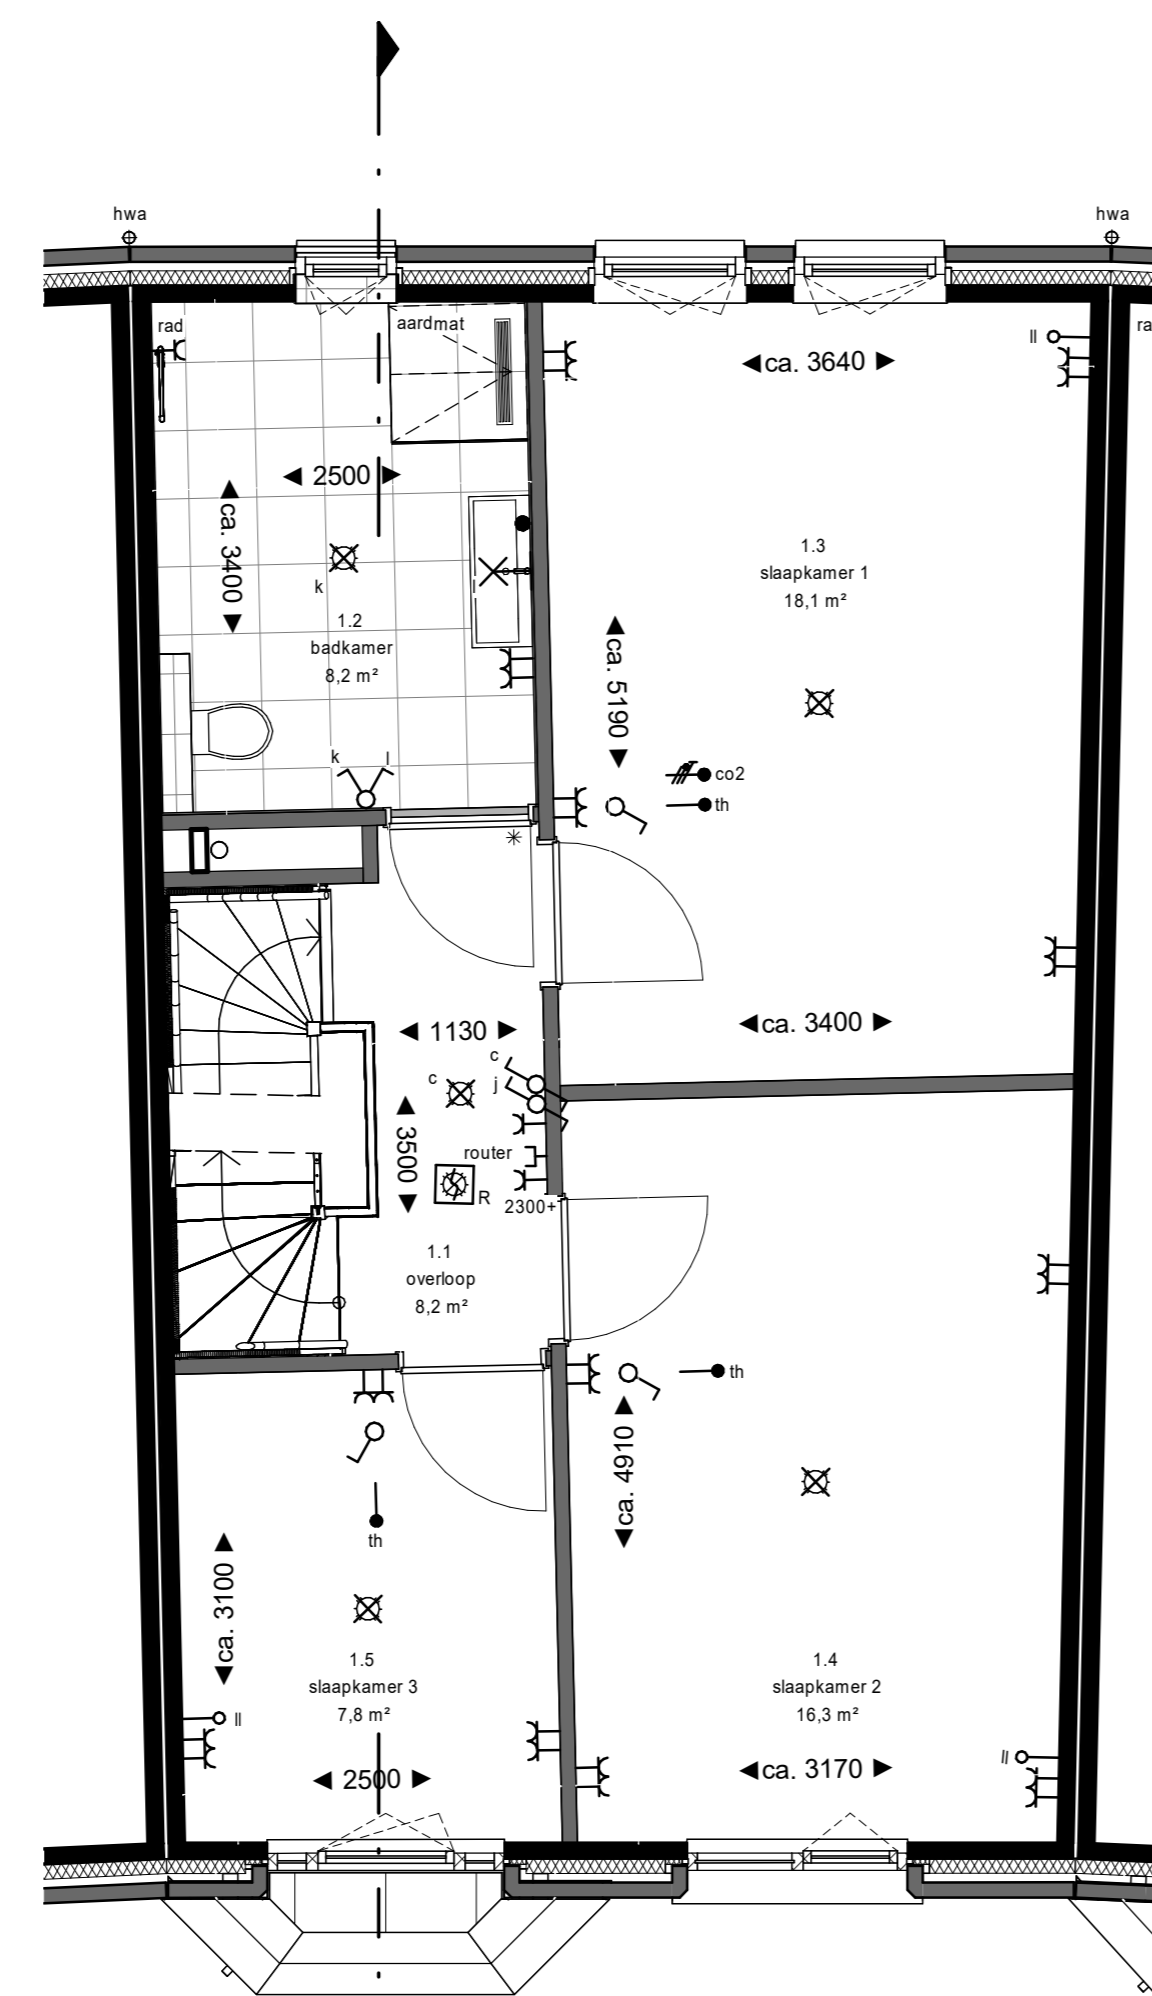 hwa
hwa
rad
aardmat
ll
ra
ca. 3640
2500
ca. 3400
k
1.2
badkamer
8,2 m²
1.3
slaapkamer 1
18,1 m²
ca. 5190
k
l
co2
th
ca. 3400
1130
c
c
j
3500
router
R
2300+
1.1
overloop
8,2 m²
th
ca. 4910
th
ca. 3100
1.5
slaapkamer 3
7,8 m²
1.4
slaapkamer 2
16,3 m²
ll
ll
2500
ca. 3170